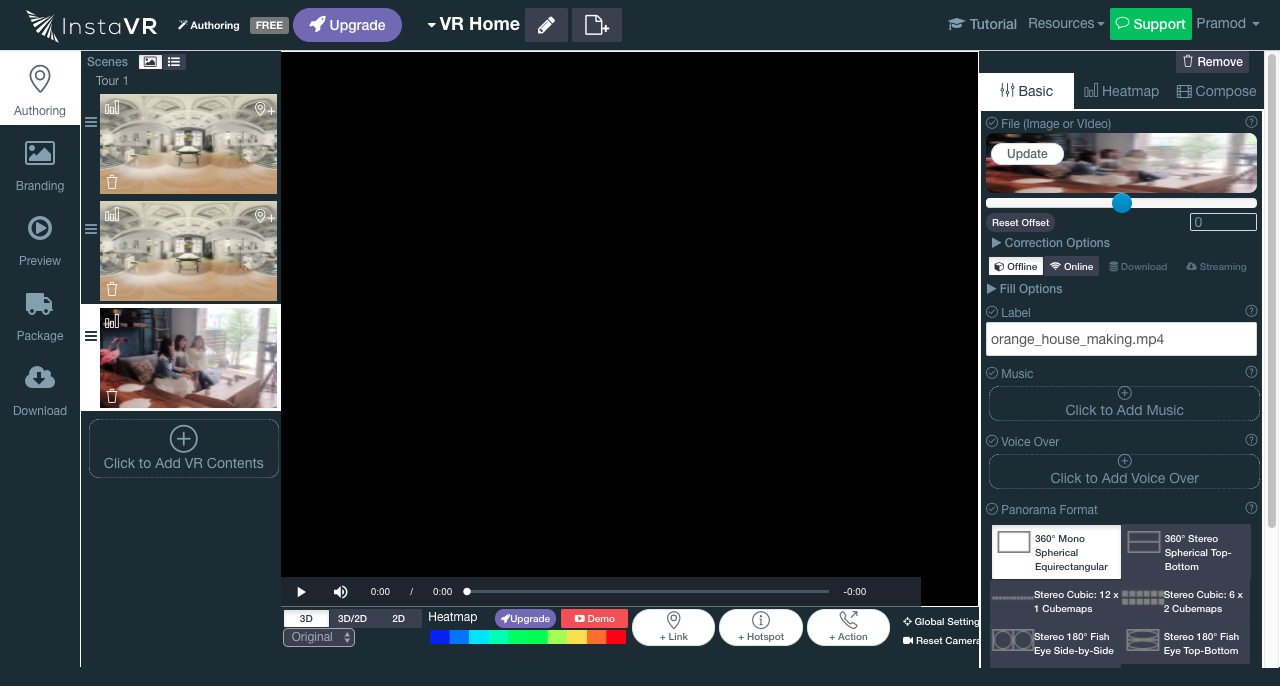 InstaVR
Authoring
FREE
Upgrade
VR Home
Tutorial
Resources
Support
Pramod
Authoring
Branding
Preview
Package
Download
Scenes
Tour 1
Click to Add VR Contents
0:00
/
0:00
-0:00
3D
3D/2D
2D
Original
Heatmap
Upgrade
Demo
+ Link
+ Hotspot
+ Action
Global Setting
Reset Camera
Remove
Basic
Heatmap
Compose
File (Image or VIdeo)
Update
Reset Offset
0
Correction Options
Offline
Online
Download
Streaming
Fill Options
Label
orange_house_making.mp4
Music
Click to Add Music
Voice Over
Click to Add Voice Over
Panorama Format
360° Mono
Spherical
Equirectangular
360° Stereo
Spherical Top-
Bottom
Stereo Cubic: 12 x
1 Cubemaps
Stereo Cubic: 6 x
2 Cubemaps
Stereo 180° Fish
Eye Side-by-Side
Stereo 180° Fish
Eye Top-Bottom